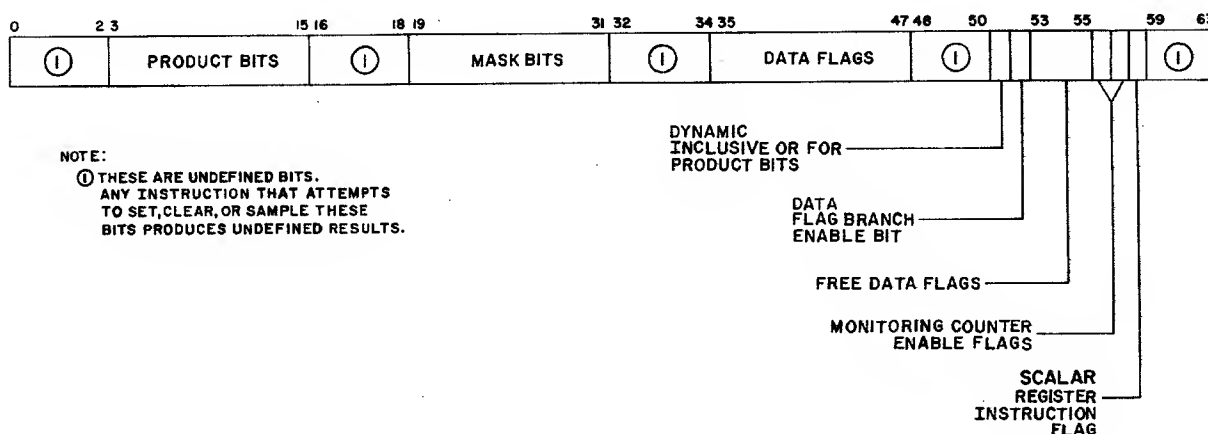 0 2 3 15 16 18 19 31 32 34 35 47 48 50 53 55 59 63
① PRODUCT BITS ① MASK BITS ① DATA FLAGS ① ①
DYNAMIC
INCLUSIVE OR FOR
PRODUCT BITS
NOTE:
① THESE ARE UNDEFINED BITS.
ANY INSTRUCTION THAT ATTEMPTS
TO SET, CLEAR, OR SAMPLE THESE
BITS PRODUCES UNDEFINED RESULTS.
DATA
FLAG BRANCH
ENABLE BIT
FREE DATA FLAGS
MONITORING COUNTER
ENABLE FLAGS
SCALAR
REGISTER
INSTRUCTION
FLAG